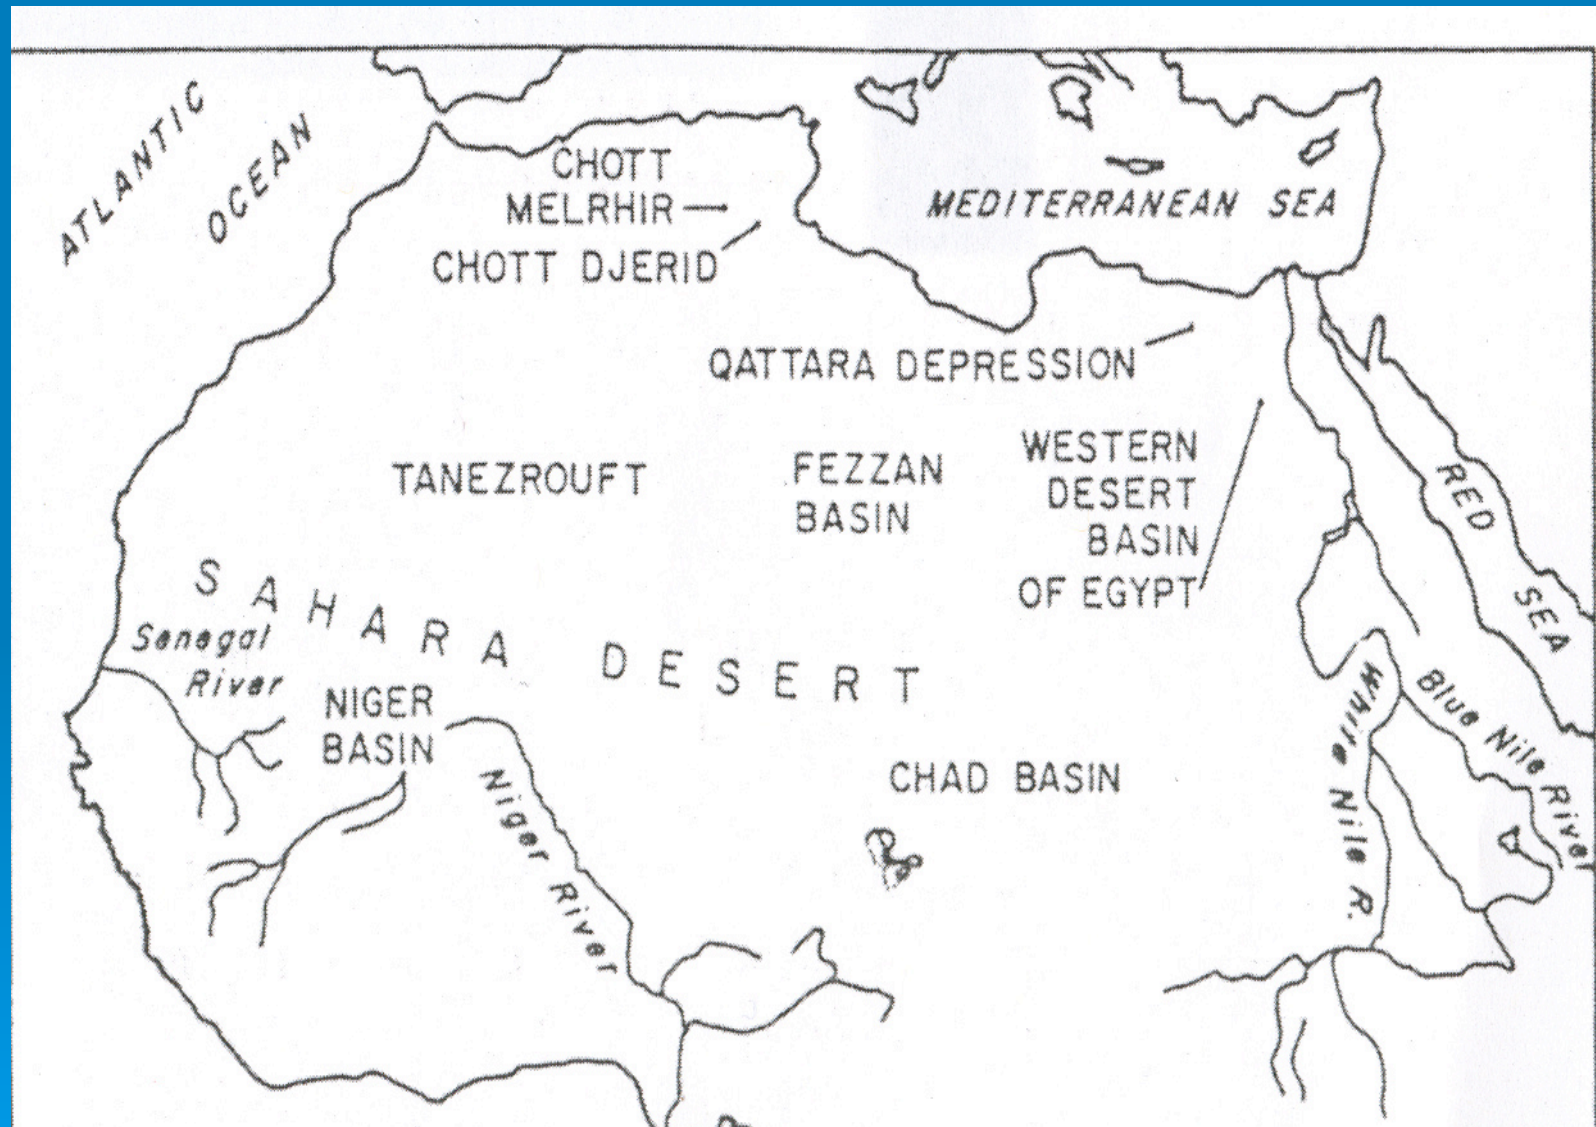 ATLANTIC
OCEAN
CHOTT
MELRHIR
CHOTT DJERID
MEDITERRANEAN SEA
QATTARA DEPRESSION
TANEZROUFT
FEZZAN
BASIN
WESTERN
DESERT
BASIN
OF EGYPT
RED
SEA
SAHARA DESERT
Senegal
River
NIGER
BASIN
Niger River
CHAD BASIN
White Nile R.
Blue Nile River